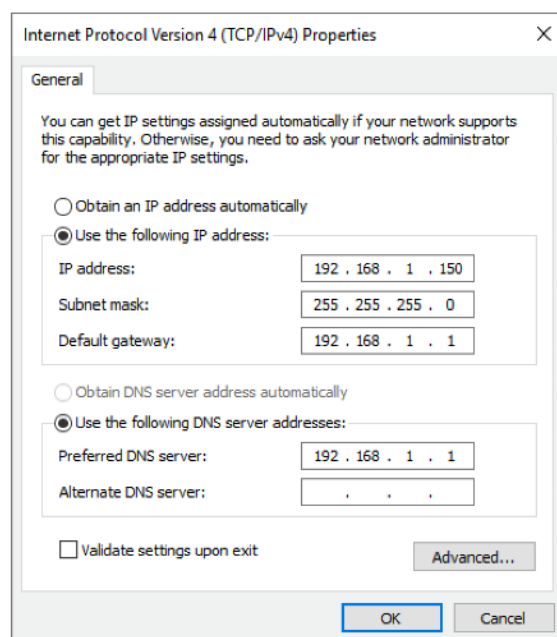 Internet Protocol Version 4 (TCP/IPv4) Properties
General
You can get IP settings assigned automatically if your network supports
this capability. Otherwise, you need to ask your network administrator
for the appropriate IP settings.
Obtain an IP address automatically
Use the following IP address:
IP address: 192 . 168 . 1 . 150
Subnet mask: 255 . 255 . 255 . 0
Default gateway: 192 . 168 . 1 . 1
Obtain DNS server address automatically
Use the following DNS server addresses:
Preferred DNS server: 192 . 168 . 1 . 1
Alternate DNS server: . . .
Validate settings upon exit
Advanced...
OK Cancel